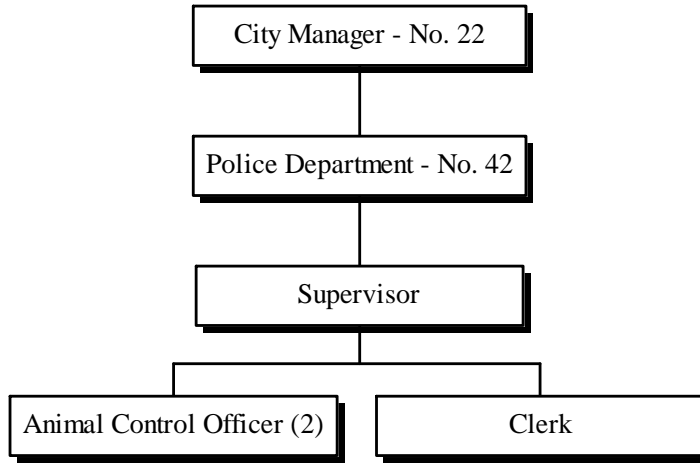 City Manager - No. 22
Police Department - No. 42
Supervisor
Animal Control Officer (2)
Clerk